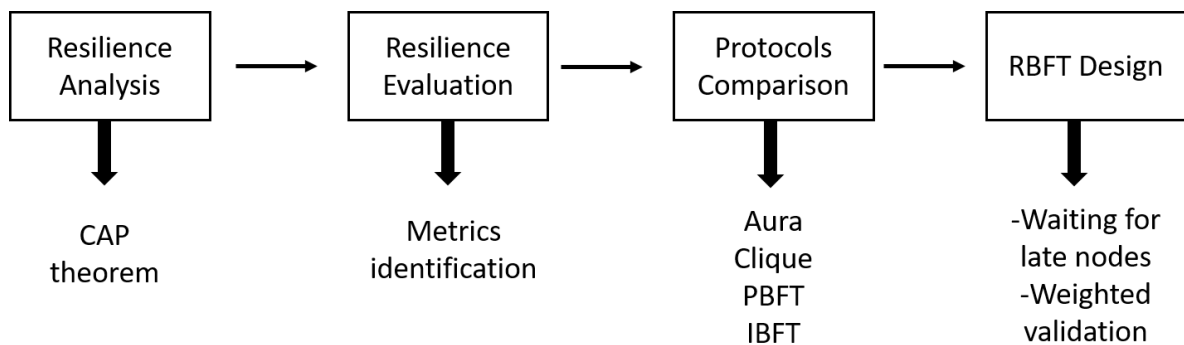 Resilience
Analysis
Resilience
Evaluation
Protocols
Comparison
RBFT Design
CAP
theorem
Metrics
identification
Aura
Clique
PBFT
IBFT
-Waiting for
late nodes
-Weighted
validation